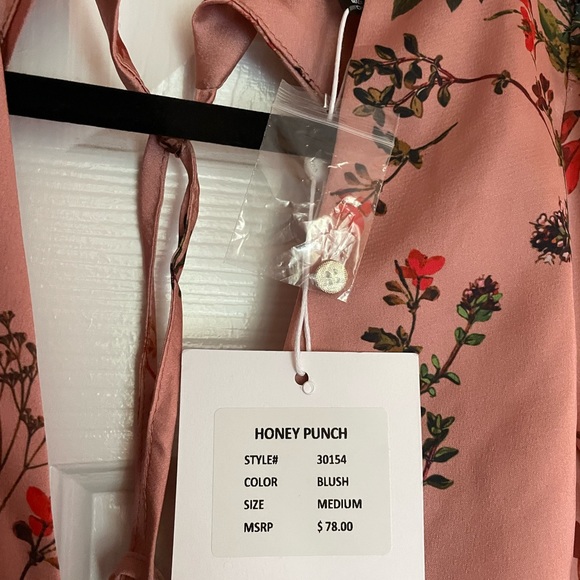 HONEY PUNCH
STYLE# 30154
COLOR BLUSH
SIZE MEDIUM
MSRP $ 78.00